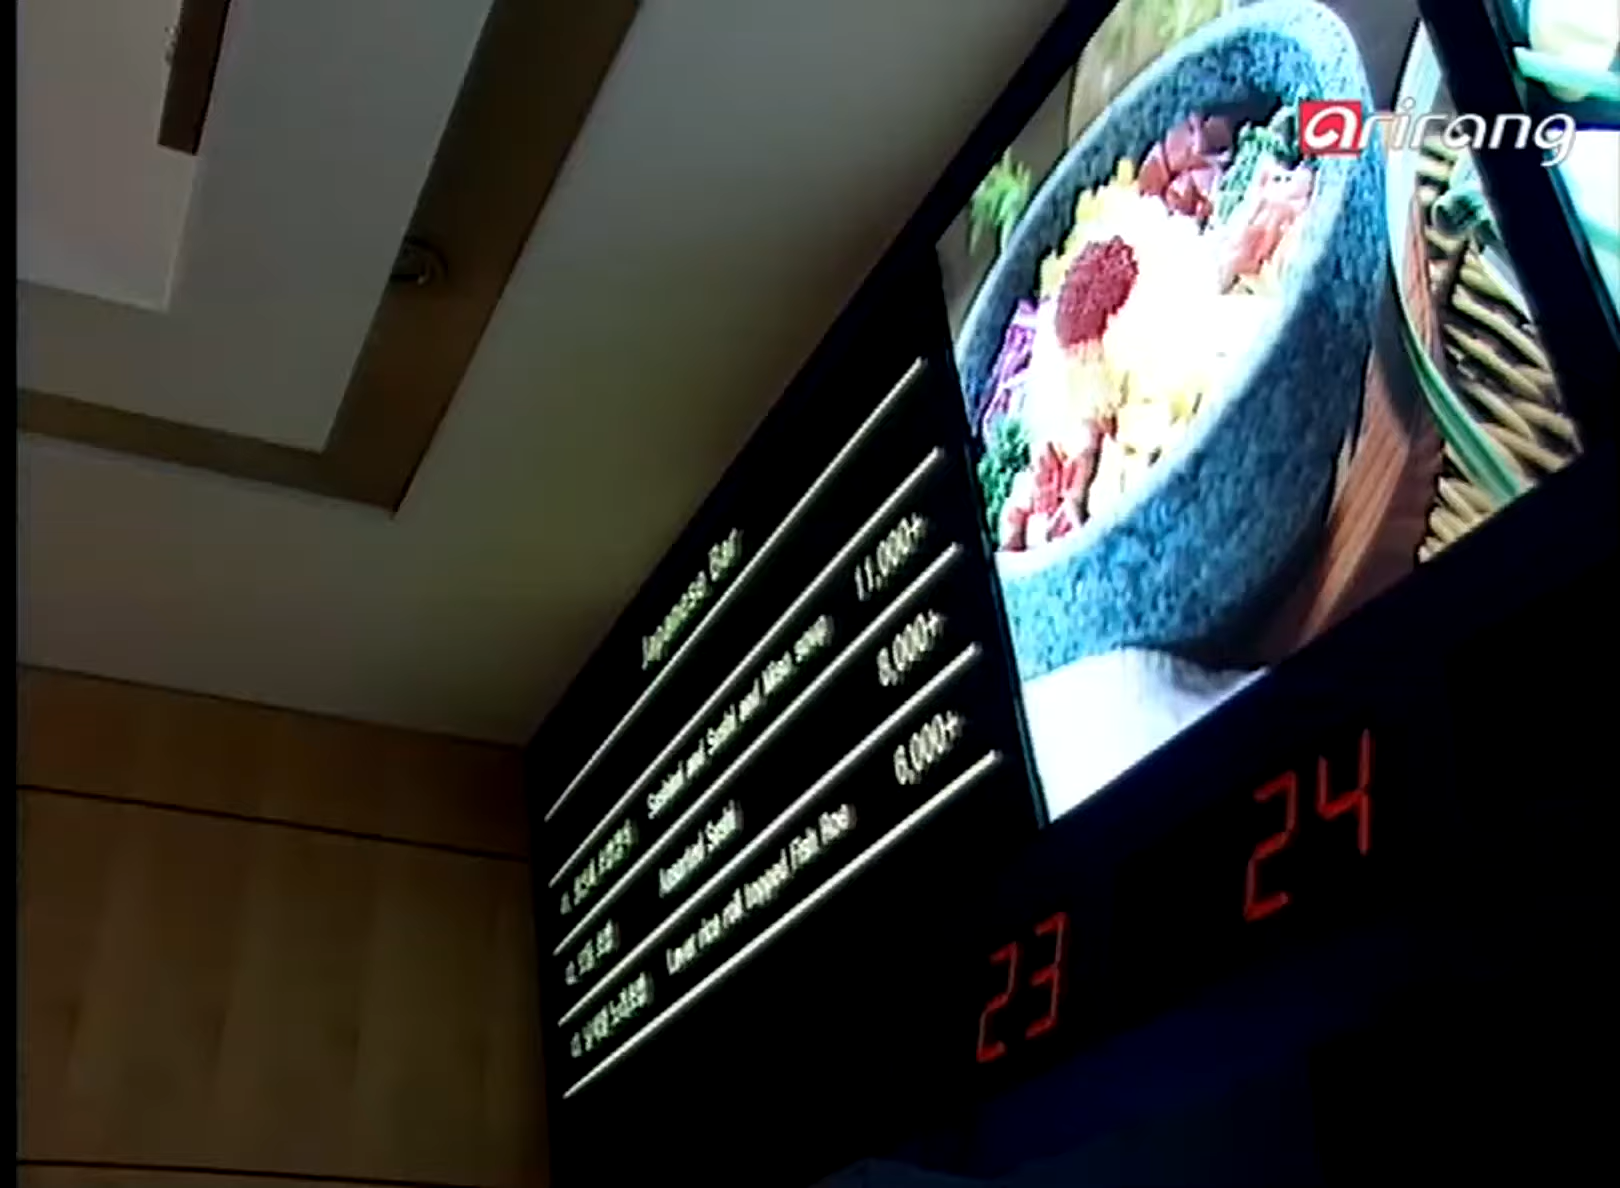 arirang
Japanese Bar
Sashimi and Sushi and Miso soup 11,000+
Assorted Sushi 8,000+
Laver rice roll topped Fish Roe 6,000+
23 24